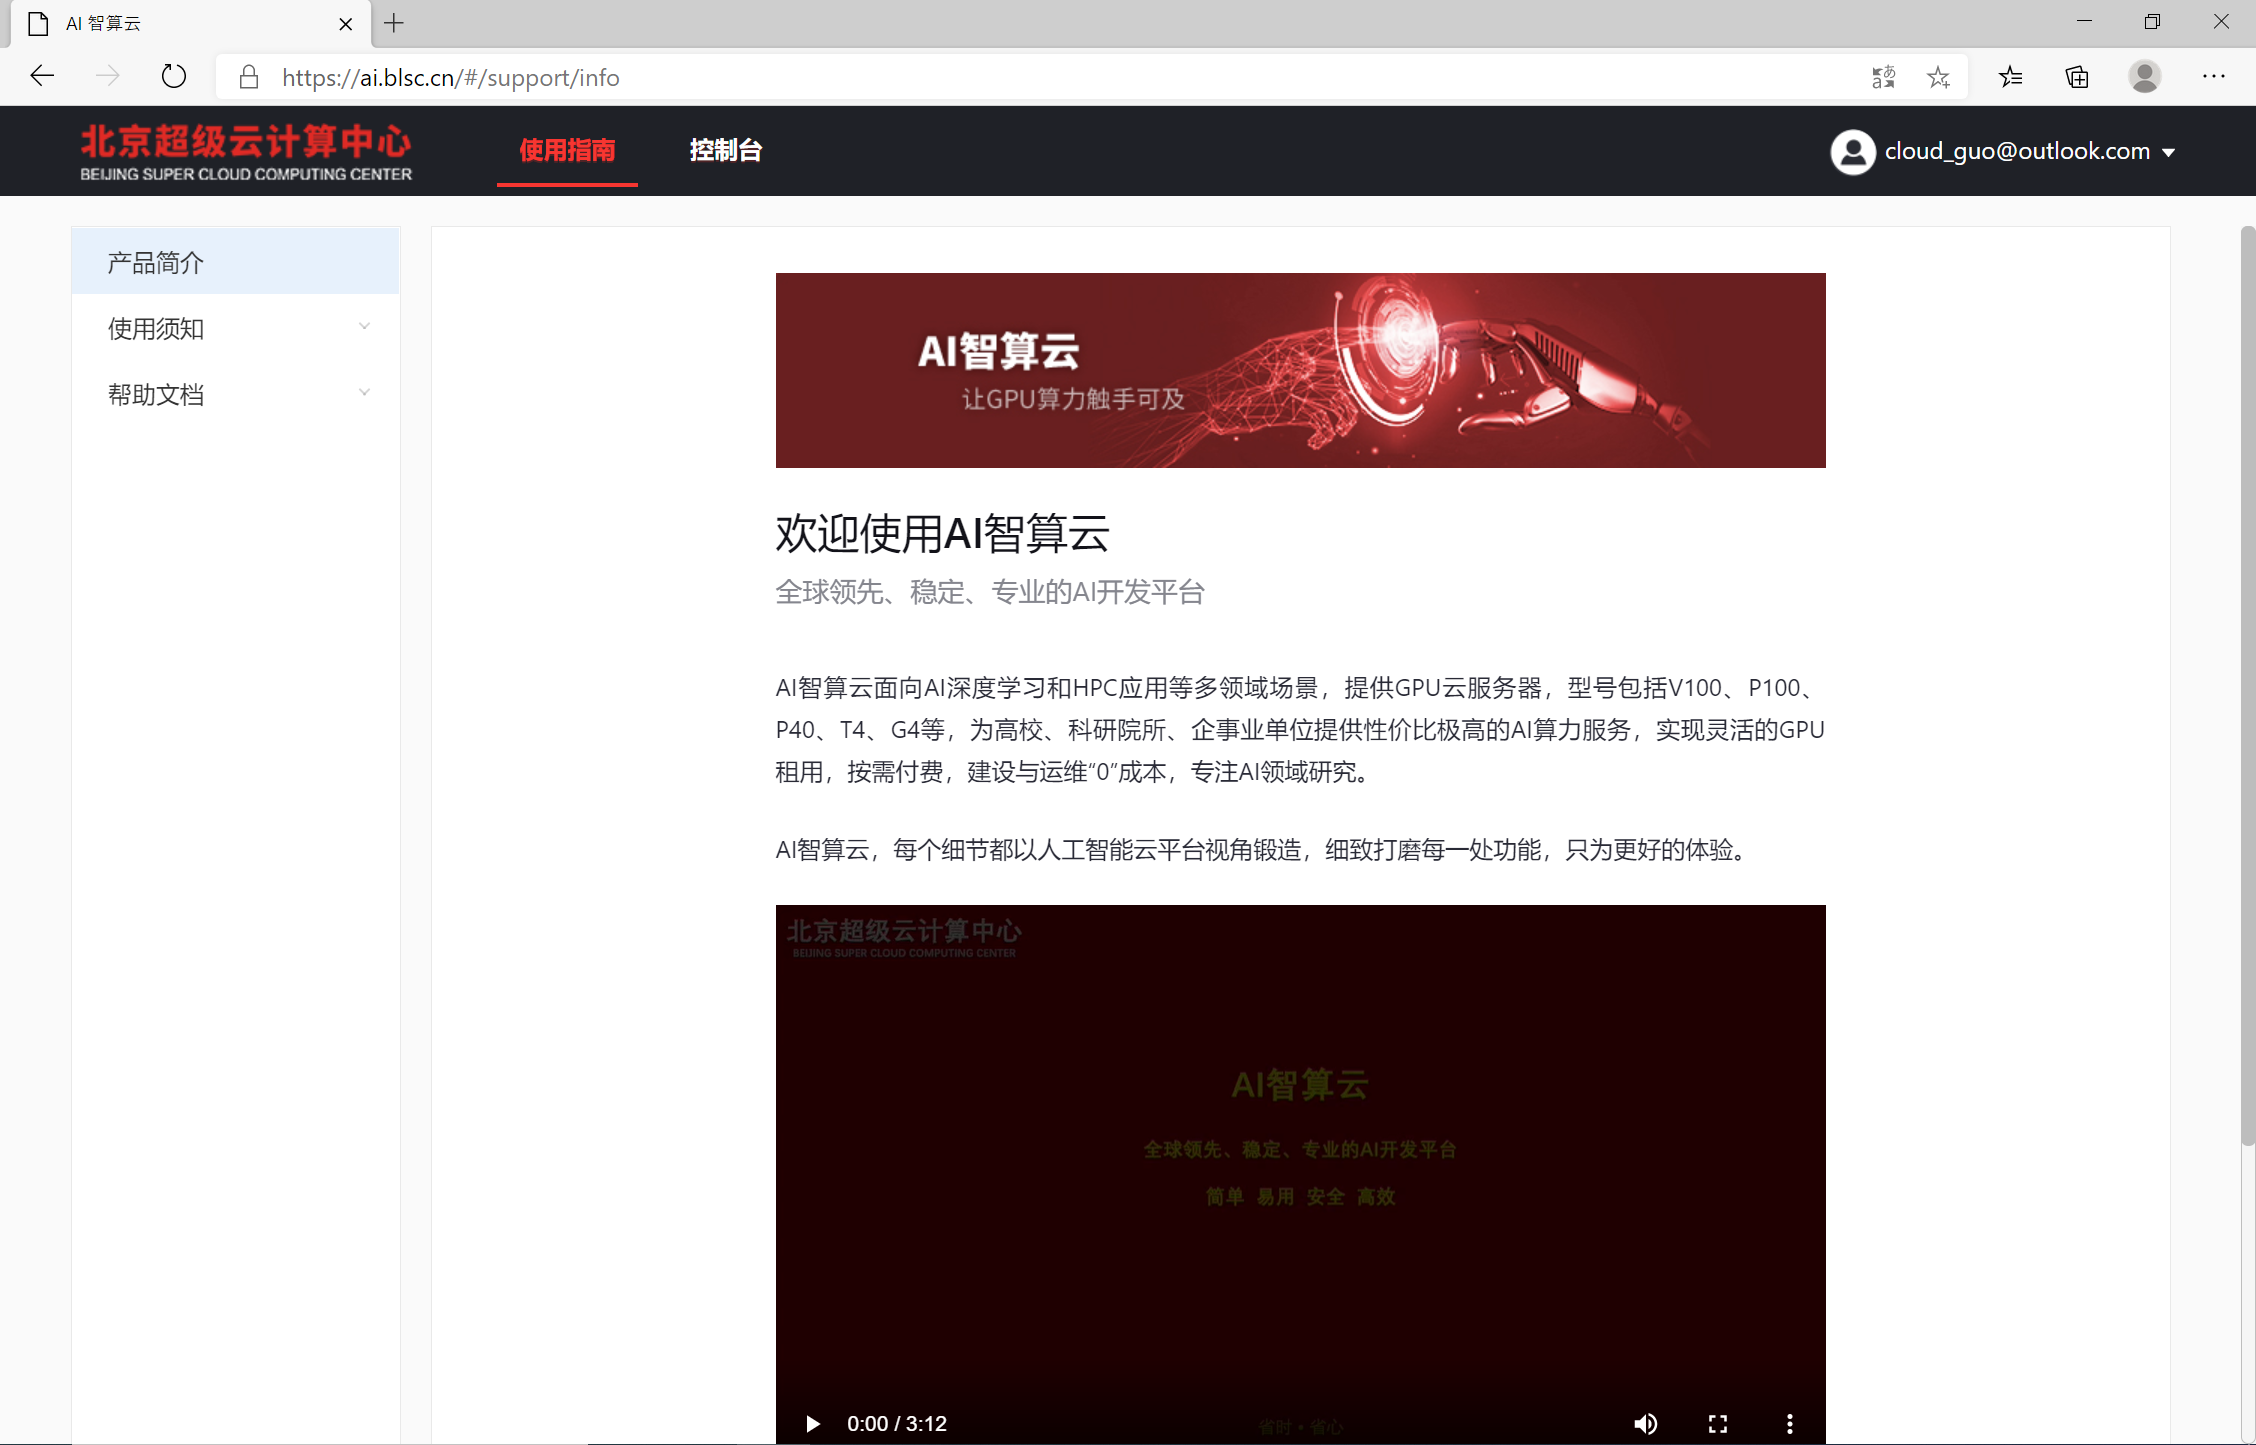 AI 智算云
https://ai.blsc.cn/#/support/info
北京超级云计算中心
BEIJING SUPER CLOUD COMPUTING CENTER
使用指南
控制台
cloud_guo@outlook.com
产品简介
使用须知
帮助文档
AI智算云
让GPU算力触手可及
欢迎使用AI智算云
全球领先、稳定、专业的AI开发平台
AI智算云面向AI深度学习和HPC应用等多领域场景，提供GPU云服务器，型号包括V100、P100、
P40、T4、G4等，为高校、科研院所、企事业单位提供性价比极高的AI算力服务，实现灵活的GPU
租用，按需付费，建设与运维“0”成本，专注AI领域研究。
AI智算云，每个细节都以人工智能云平台视角锻造，细致打磨每一处功能，只为更好的体验。
北京超级云计算中心
BEIJING SUPER CLOUD COMPUTING CENTER
AI智算云
全球领先、稳定、专业的AI开发平台
简单 易用 安全 高效
省时 • 省心
0:00 / 3:12